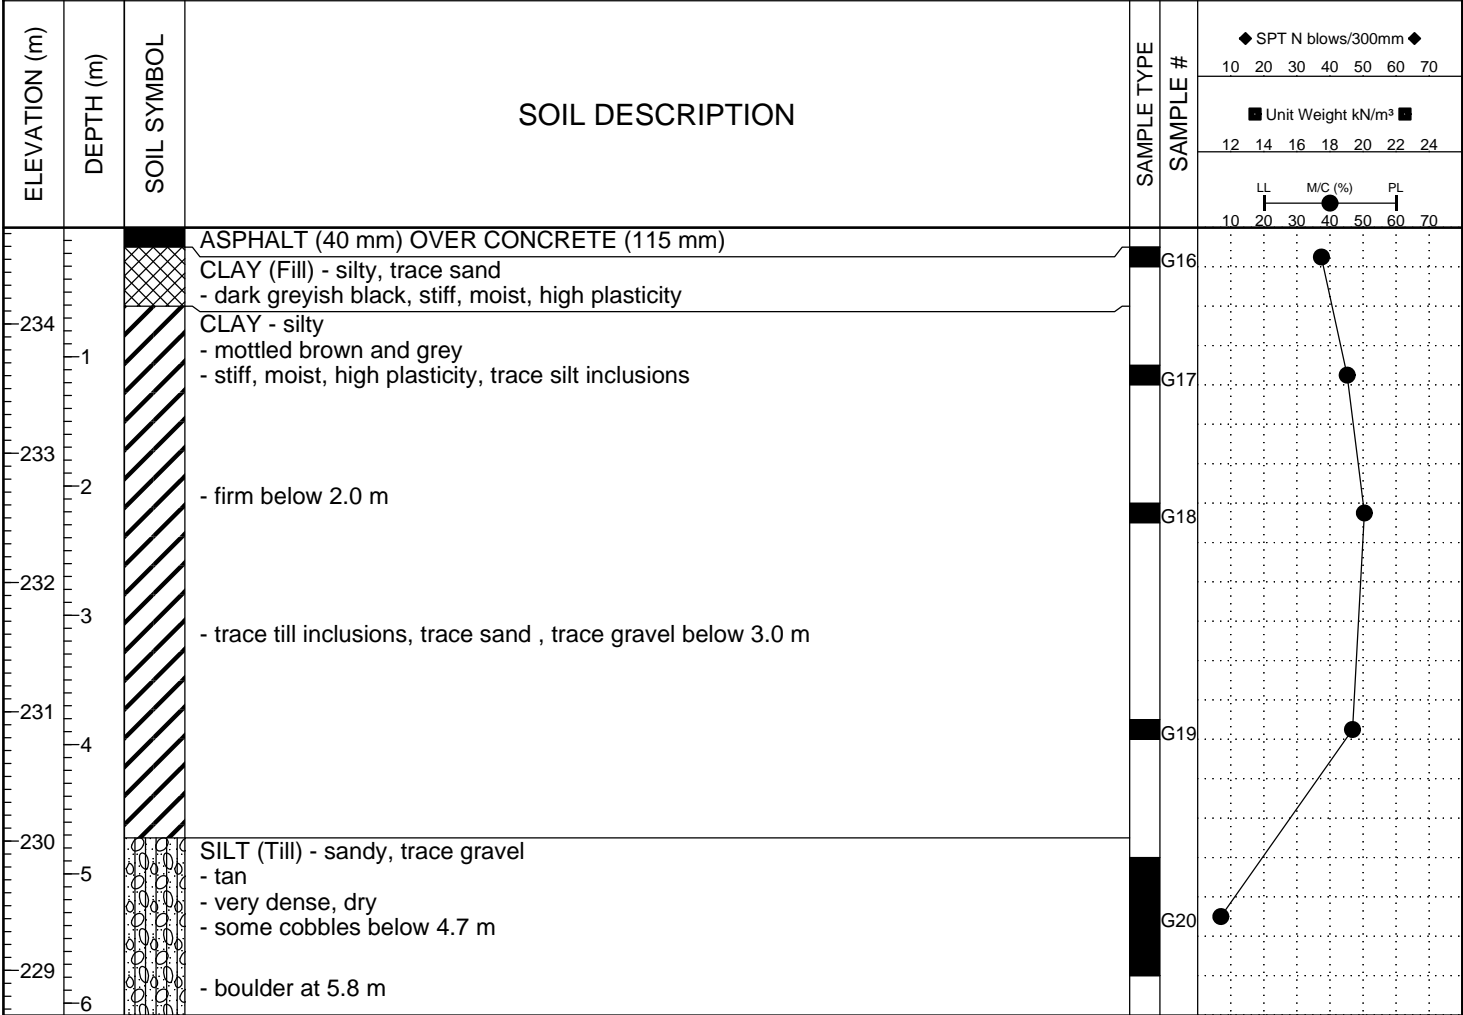 ELEVATION (m)
DEPTH (m)
SOIL SYMBOL
SOIL DESCRIPTION
SAMPLE TYPE
SAMPLE #
◆ SPT N blows/300mm ◆
10 20 30 40 50 60 70
■ Unit Weight kN/m³ ■
12 14 16 18 20 22 24
LL M/C (%) PL
10 20 30 40 50 60 70
ASPHALT (40 mm) OVER CONCRETE (115 mm)
G16
CLAY (Fill) - silty, trace sand
- dark greyish black, stiff, moist, high plasticity
234
CLAY - silty
1
- mottled brown and grey
- stiff, moist, high plasticity, trace silt inclusions
G17
233
2
- firm below 2.0 m
G18
232
3
- trace till inclusions, trace sand , trace gravel below 3.0 m
231
G19
4
230
SILT (Till) - sandy, trace gravel
5
- tan
- very dense, dry
G20
- some cobbles below 4.7 m
229
- boulder at 5.8 m
6